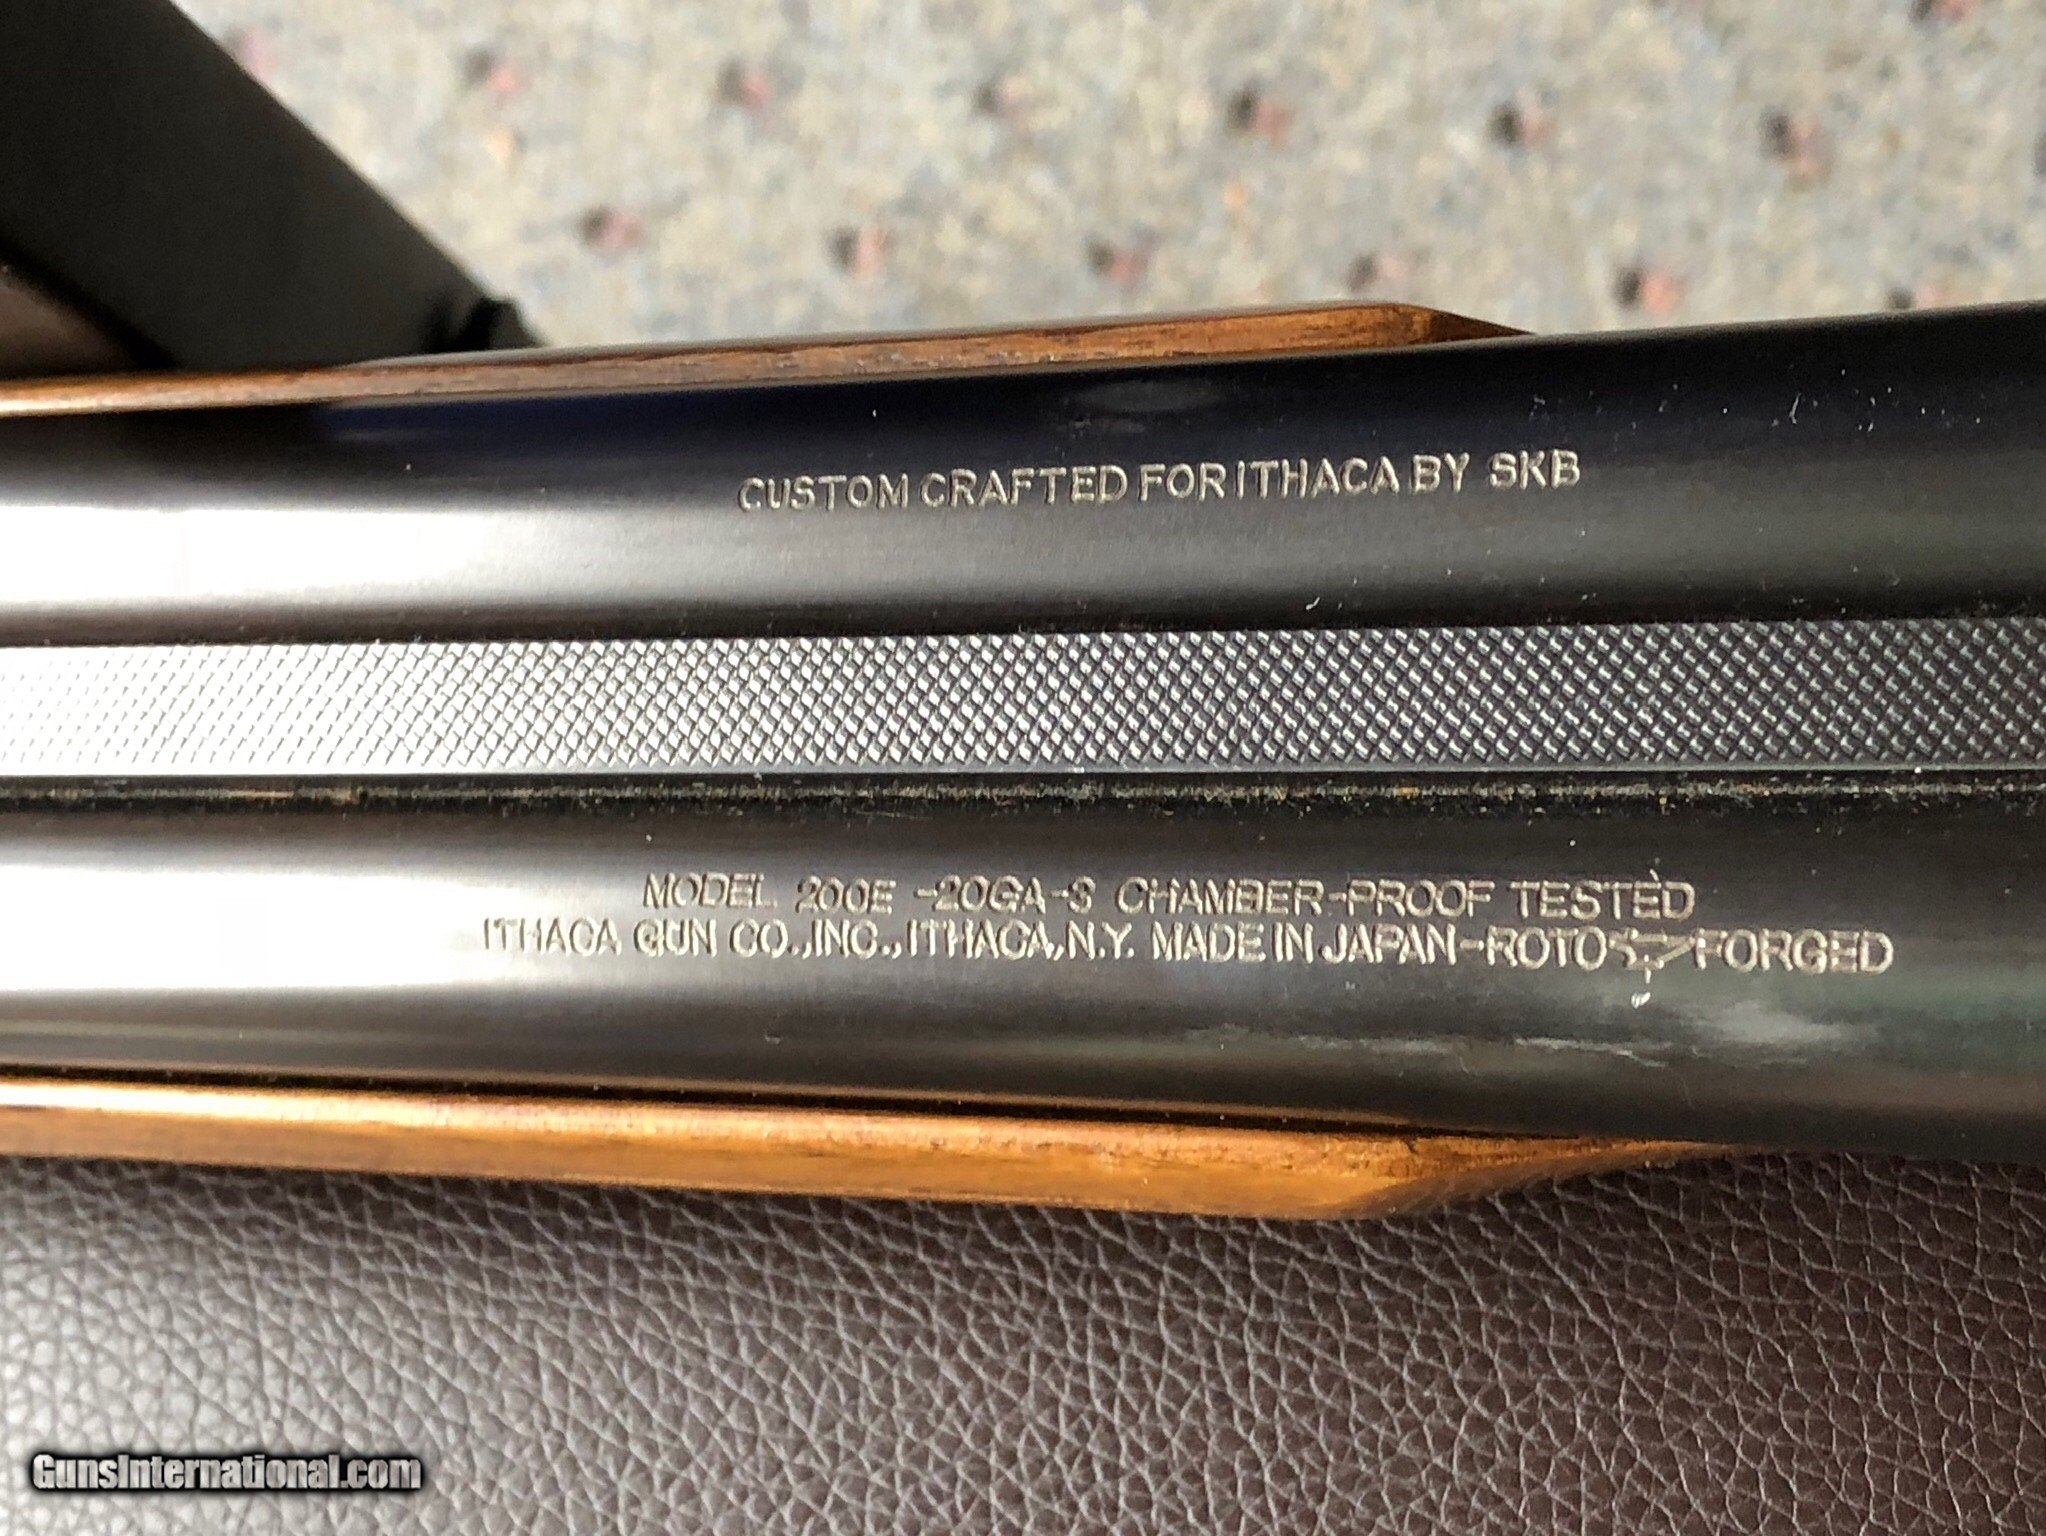 CUSTOM CRAFTED FOR ITHACA BY SKB
MODEL 200E -20GA-3 CHAMBER-PROOF TESTED
ITHACA GUN CO., INC., ITHACA, N.Y. MADE IN JAPAN-ROTO FORGED
GunsInternational.com